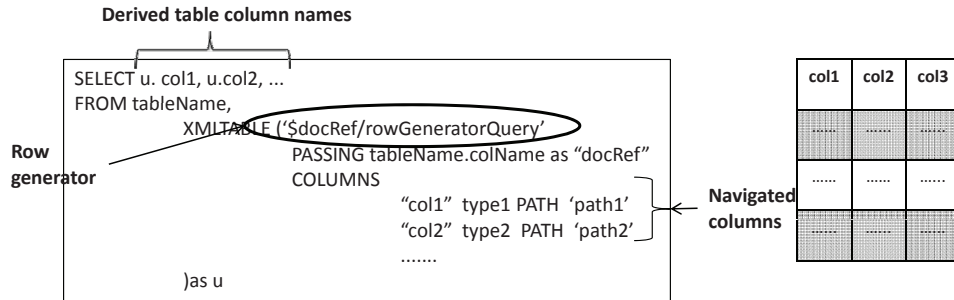 Derived table column names
SELECT u. col1, u.col2, ...
FROM tableName,
XMLTABLE (‘$docRef/rowGeneratorQuery’
PASSING tableName.colName as “docRef”
COLUMNS
“col1” type1 PATH ‘path1’
“col2” type2 PATH ‘path2’
.......
)as u
Row
generator
Navigated
columns
col1 col2 col3
...... ...... ......
...... ...... ......
...... ...... ......